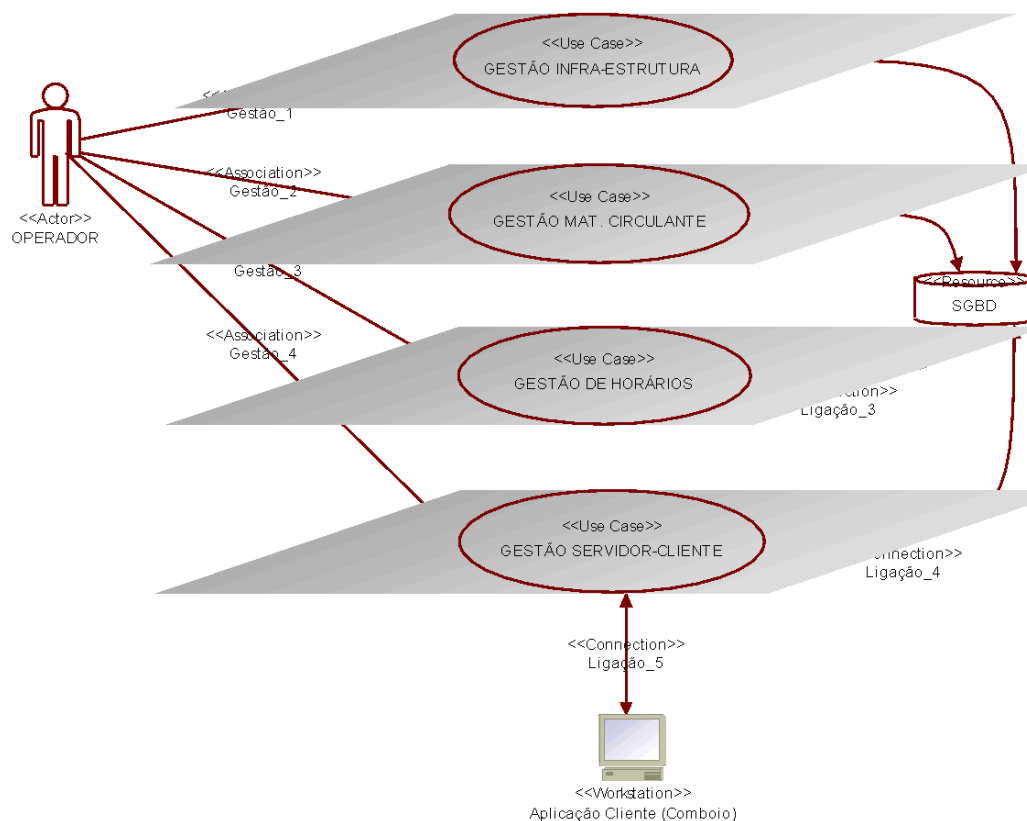 <<Use Case>>
GESTÃO INFRA-ESTRUTURA
Gestão_1
<<Association>>
Gestão_2
<<Use Case>>
GESTÃO MAT. CIRCULANTE
<<Actor>>
OPERADOR
Gestão_3
<<Resource>>
SGBD
<<Association>>
Gestão_4
<<Use Case>>
GESTÃO DE HORÁRIOS
Ligação_3
<<Use Case>>
GESTÃO SERVIDOR-CLIENTE
Ligação_4
<<Connection>>
Ligação_5
<<Workstation>>
Aplicação Cliente (Comboio)